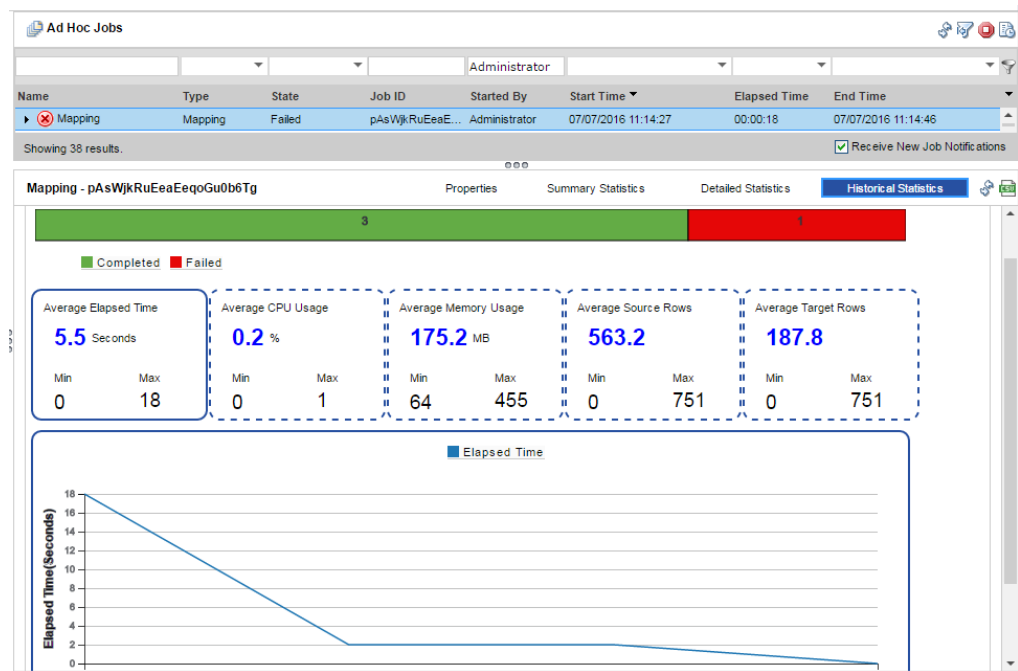 Ad Hoc Jobs
Administrator
Name Type State Job ID Started By Start Time Elapsed Time End Time
Mapping Mapping Failed pAsWjkRuEeaE... Administrator 07/07/2016 11:14:27 00:00:18 07/07/2016 11:14:46
Showing 38 results. Receive New Job Notifications
Mapping - pAsWjkRuEeaEeqoGu0b6Tg Properties Summary Statistics Detailed Statistics Historical Statistics CSV
3 1
Completed Failed
Average Elapsed Time Average CPU Usage Average Memory Usage Average Source Rows Average Target Rows
5.5 Seconds 0.2 % 175.2 MB 563.2 187.8
Min Max Min Max Min Max Min Max Min Max
0 18 0 1 64 455 0 751 0 751
Elapsed Time
Elapsed Time(Seconds)
18
16
14
12
10
8
6
4
2
0